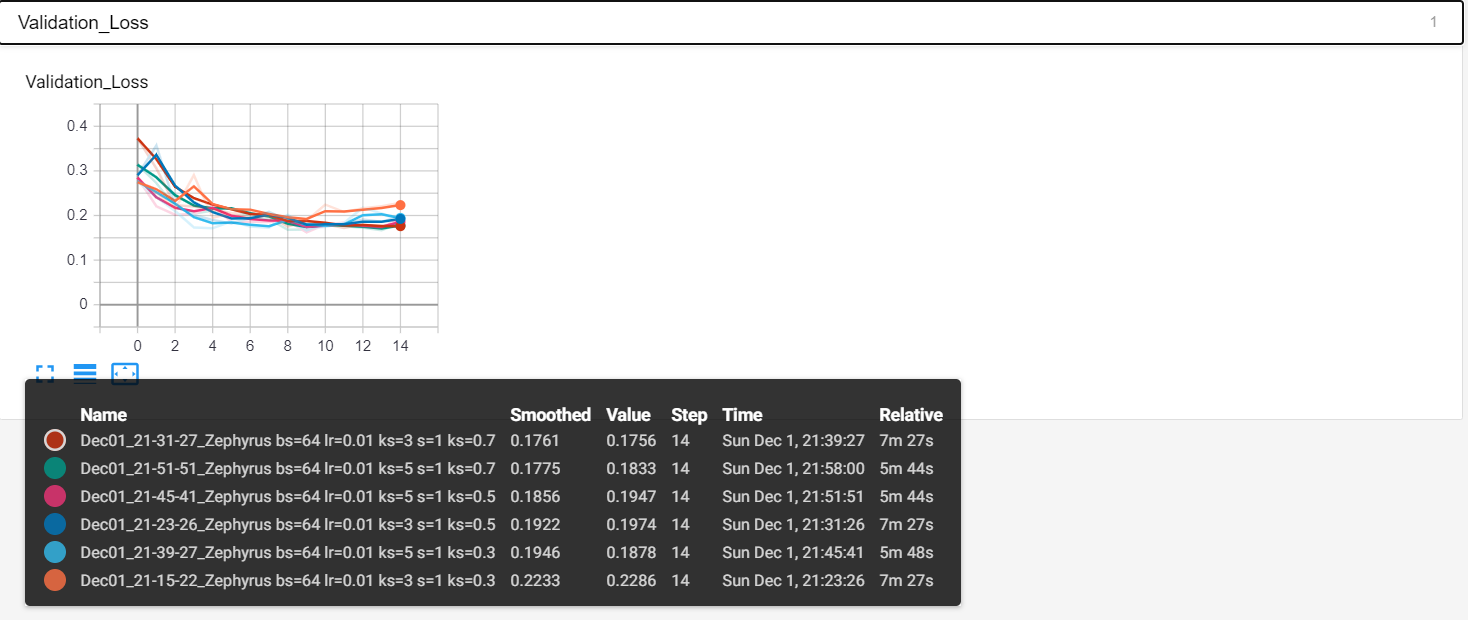 Validation_Loss 1
Validation_Loss
0.4
0.3
0.2
0.1
0
0 2 4 6 8 10 12 14
Name Smoothed Value Step Time Relative
Dec01_21-31-27_Zephyrus bs=64 lr=0.01 ks=3 s=1 ks=0.7 0.1761 0.1756 14 Sun Dec 1, 21:39:27 7m 27s
Dec01_21-51-51_Zephyrus bs=64 lr=0.01 ks=5 s=1 ks=0.7 0.1775 0.1833 14 Sun Dec 1, 21:58:00 5m 44s
Dec01_21-45-41_Zephyrus bs=64 lr=0.01 ks=5 s=1 ks=0.5 0.1856 0.1947 14 Sun Dec 1, 21:51:51 5m 44s
Dec01_21-23-26_Zephyrus bs=64 lr=0.01 ks=3 s=1 ks=0.5 0.1922 0.1974 14 Sun Dec 1, 21:31:26 7m 27s
Dec01_21-39-27_Zephyrus bs=64 lr=0.01 ks=5 s=1 ks=0.3 0.1946 0.1878 14 Sun Dec 1, 21:45:41 5m 48s
Dec01_21-15-22_Zephyrus bs=64 lr=0.01 ks=3 s=1 ks=0.3 0.2233 0.2286 14 Sun Dec 1, 21:23:26 7m 27s